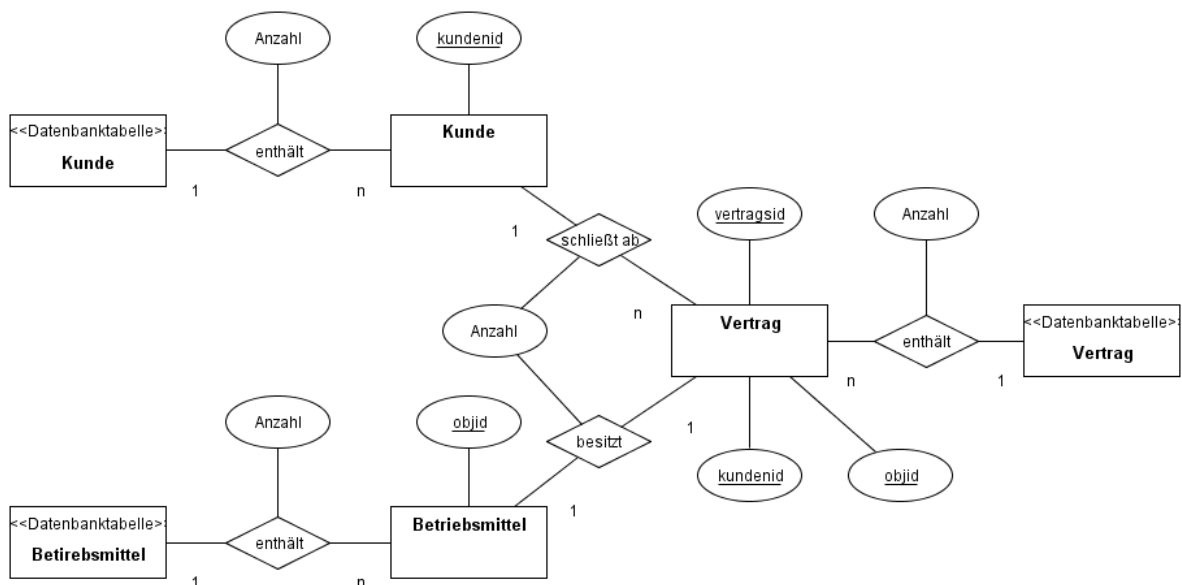 Anzahl
kundenid
<<Datenbanktabelle>>
Kunde
enthält
Kunde
1
n
1
schließt ab
vertragsid
Anzahl
n
Anzahl
Vertrag
enthält
<<Datenbanktabelle>>
Vertrag
n
1
Anzahl
objid
besitzt
1
kundenid
objid
1
<<Datenbanktabelle>>
Betirebsmittel
enthält
Betriebsmittel
1
n